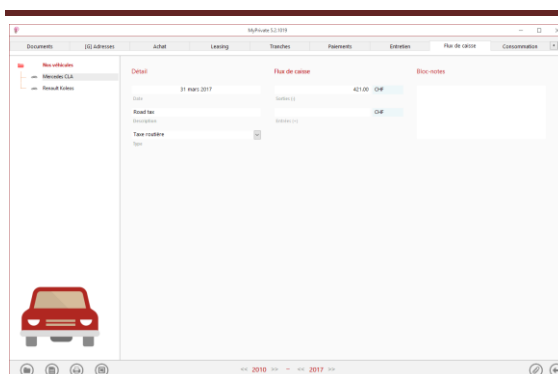 MyPrivate 5.2.1019
Documents [G] Adresses Achat Leasing Tranches Paiements Entretien Flux de caisse Consommation
Nos véhicules
Mercedes CLA
Renault Koleos
Détail Flux de caisse Bloc-notes
31 mars 2017 421.00 CHF
Date Sorties (-)
Road tax CHF
Description Entrées (+)
Taxe routière
Type
<< 2010 >> - << 2017 >>